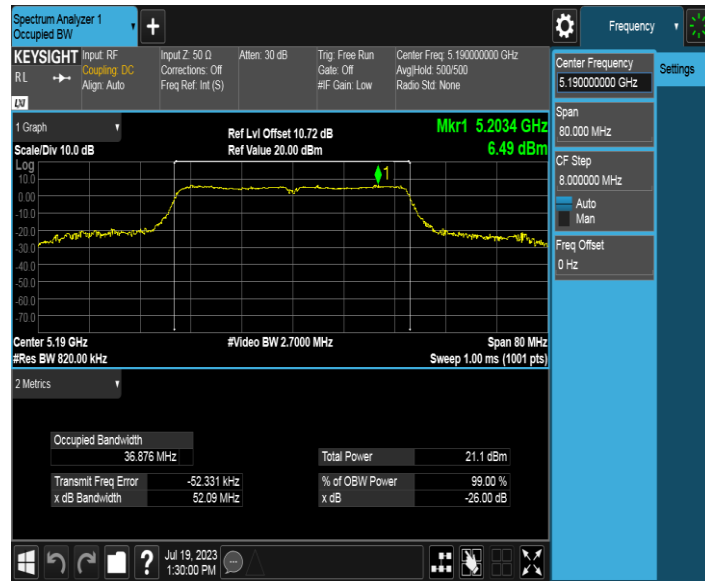 Spectrum Analyzer 1
Occupied BW
+
Frequency
KEYSIGHT
RL
LXI
Input: RF
Coupling: DC
Align: Auto
Input Z: 50 Ω
Corrections: Off
Freq Ref: Int (S)
Atten: 30 dB
Trig: Free Run
Gate: Off
#IF Gain: Low
Center Freq: 5.190000000 GHz
Avg|Hold: 500/500
Radio Std: None
Center Frequency
5.19000000 GHz
Settings
Span
80.000 MHz
CF Step
8.000000 MHz
Auto
Man
Freq Offset
0 Hz
1 Graph
Scale/Div 10.0 dB
Ref Lvl Offset 10.72 dB
Ref Value 20.00 dBm
Mkr1 5.2034 GHz
6.49 dBm
Log
10.0
0.00
-10.0
-20.0
-30.0
-40.0
-50.0
-60.0
-70.0
1
Center 5.19 GHz
#Res BW 820.00 kHz
#Video BW 2.7000 MHz
Span 80 MHz
Sweep 1.00 ms (1001 pts)
2 Metrics
Occupied Bandwidth
36.876 MHz
Total Power 21.1 dBm
Transmit Freq Error -52.331 kHz
% of OBW Power 99.00 %
x dB Bandwidth 52.09 MHz
x dB -26.00 dB
?
Jul 19, 2023
1:30:00 PM